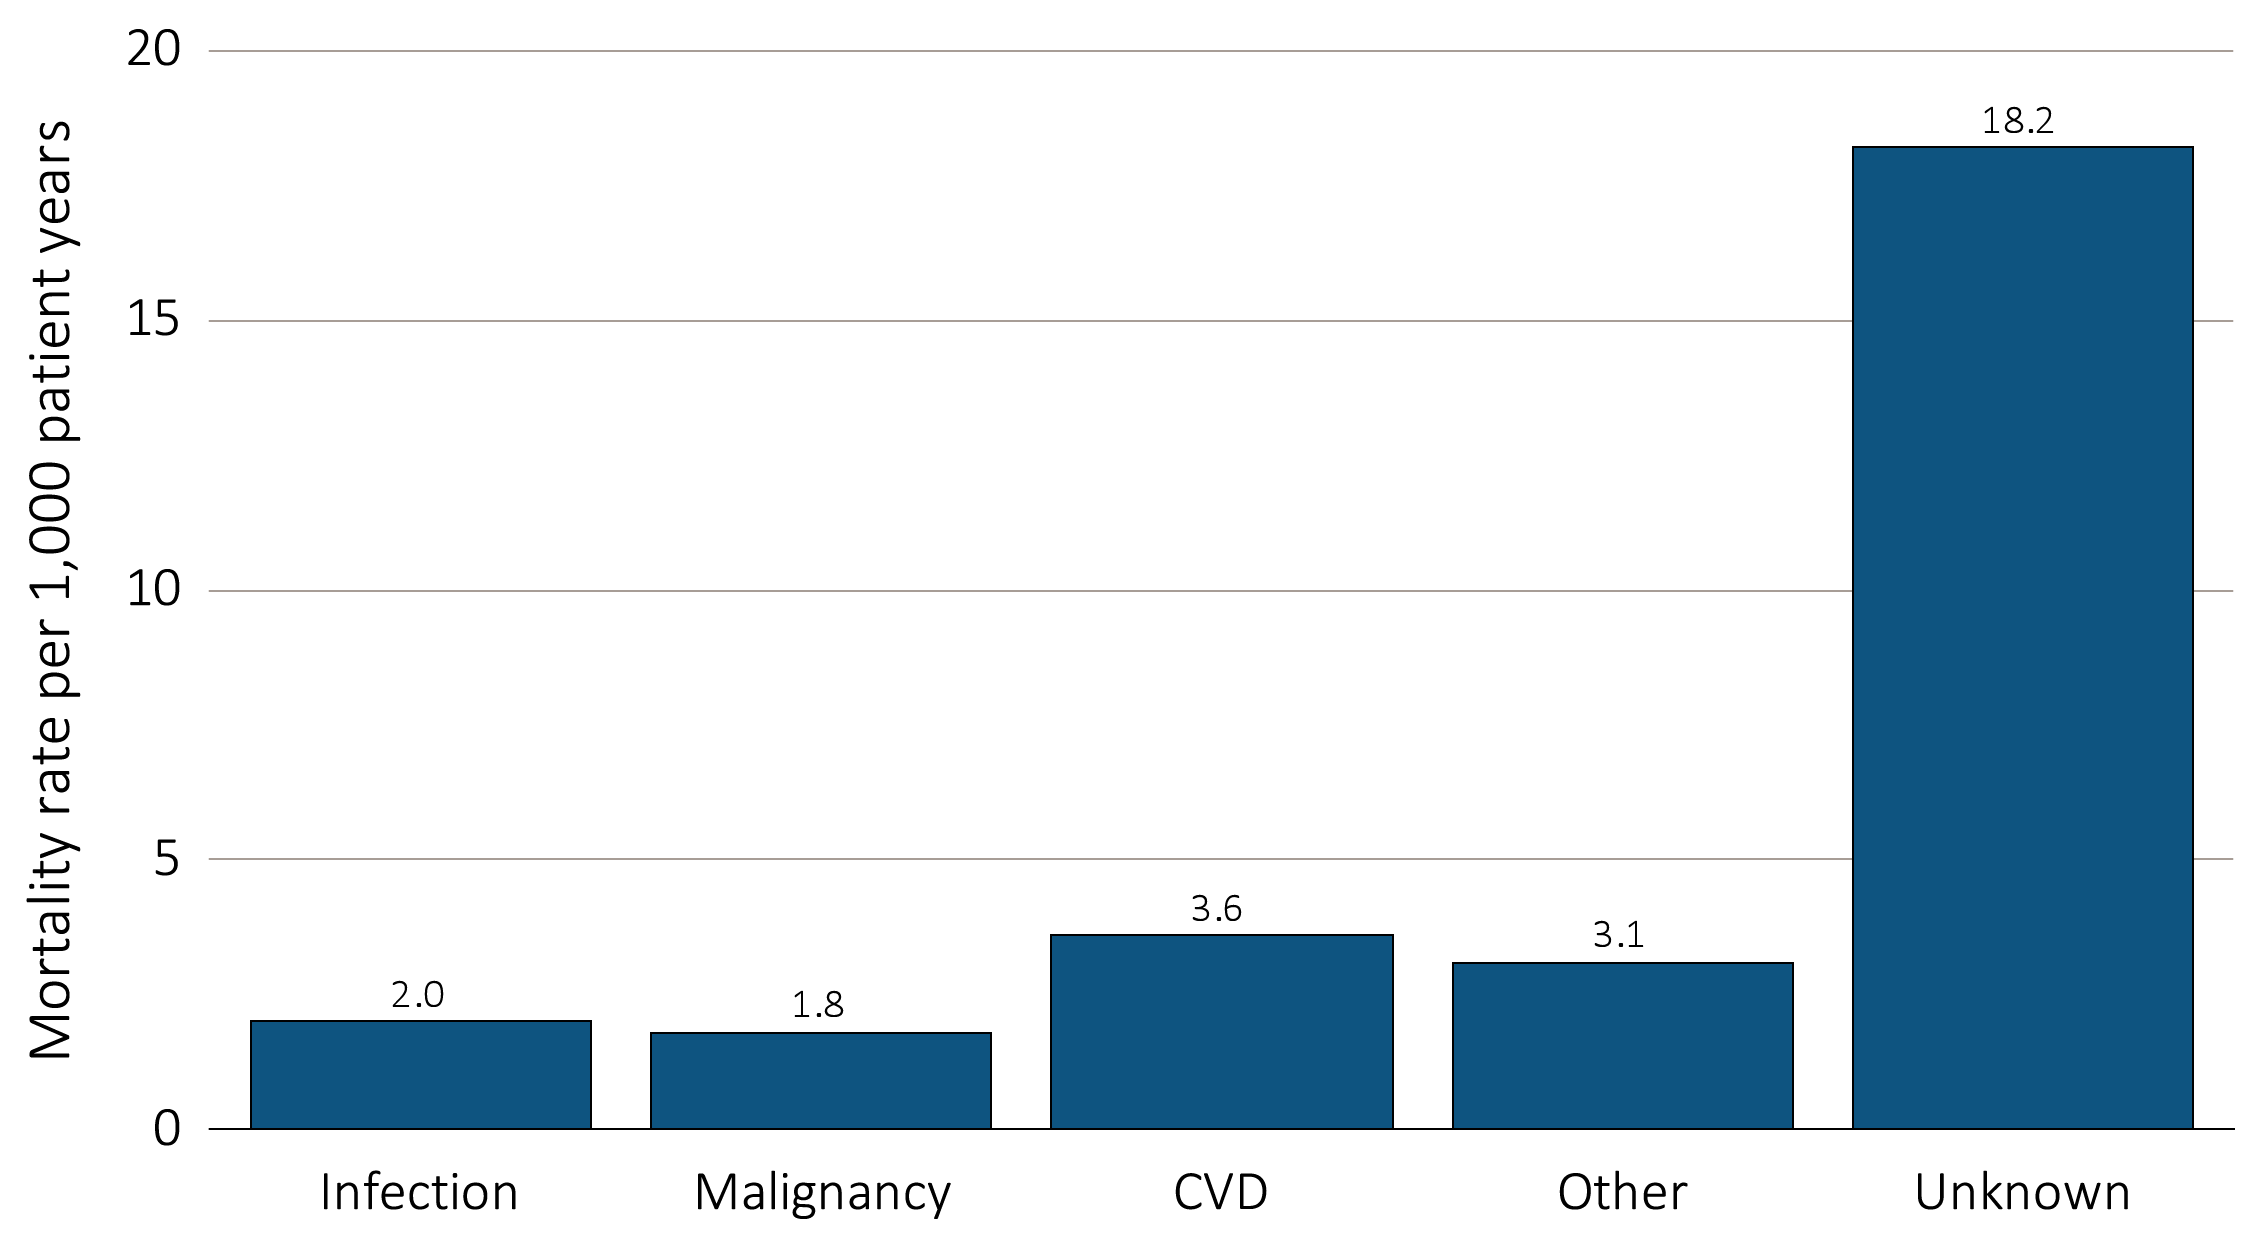 Mortality rate per 1,000 patient years
20
15
10
5
0
2.0
1.8
3.6
3.1
18.2
Infection
Malignancy
CVD
Other
Unknown